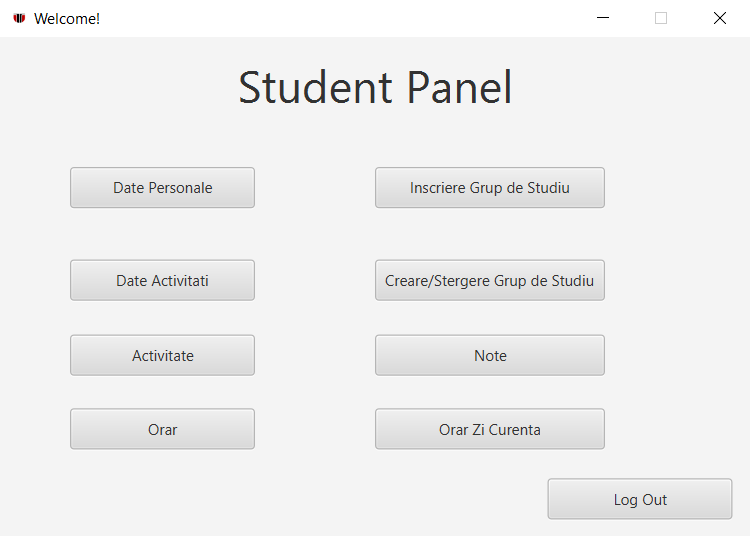 Welcome!
Student Panel
Date Personale
Inscriere Grup de Studiu
Date Activitati
Creare/Stergere Grup de Studiu
Activitate
Note
Orar
Orar Zi Curenta
Log Out